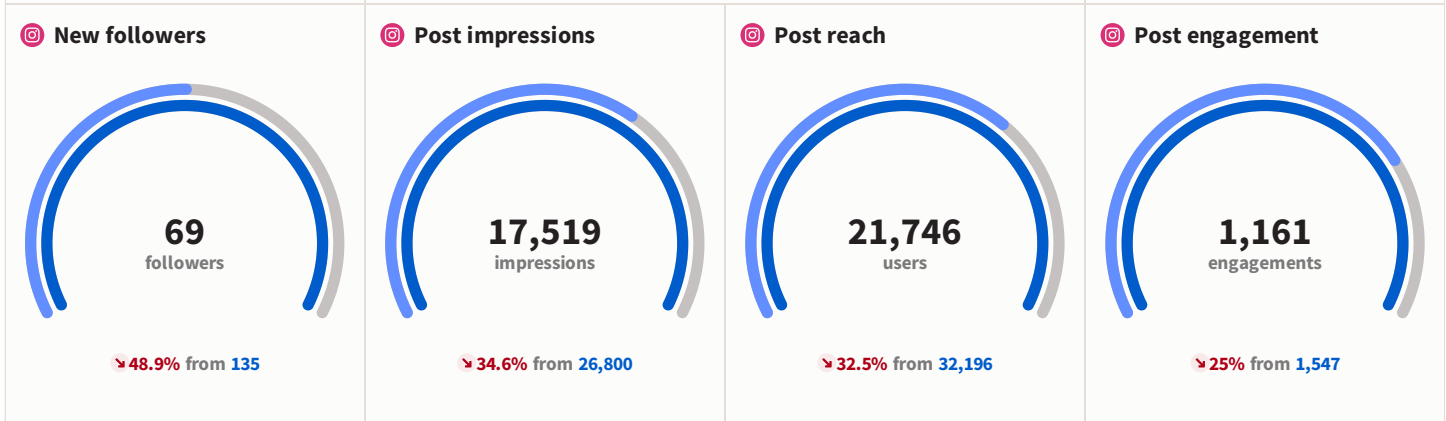 New followers
69
followers
48.9% from 135
Post impressions
17,519
impressions
34.6% from 26,800
Post reach
21,746
users
32.5% from 32,196
Post engagement
1,161
engagements
25% from 1,547